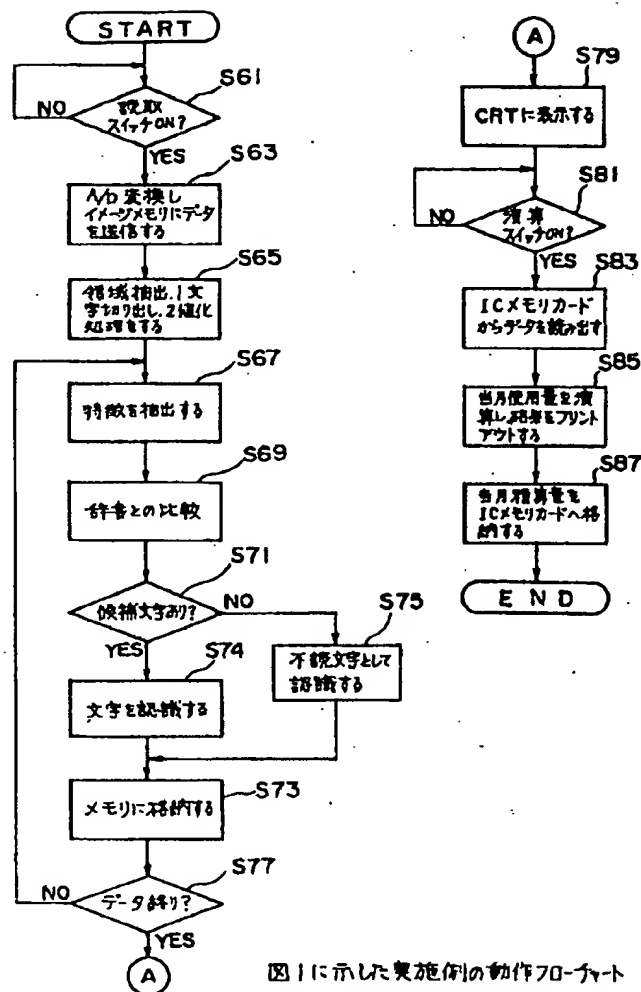 START
S61
読取
スイッチON?
NO
YES
S63
A/D変換し
イメージメモリにデータ
を送信する
S65
領域抽出、1文
字切り出し、2値化
処理をする
S67
特徴を抽出する
S69
辞書との比較
S71
候補文字あり?
NO
YES
S74
文字を認識する
S75
不読文字として
認識する
S73
メモリに格納する
S77
データ終り?
NO
YES
A
A
S79
CRTに表示する
S81
演算
スイッチON?
NO
YES
S83
ICメモリカード
からデータを読み出す
S85
当月使用量を演
算し、結果をプリント
アウトする
S87
当月積算量を
ICメモリカードへ格
納する
END
図1に示した実施例の動作フローチャート